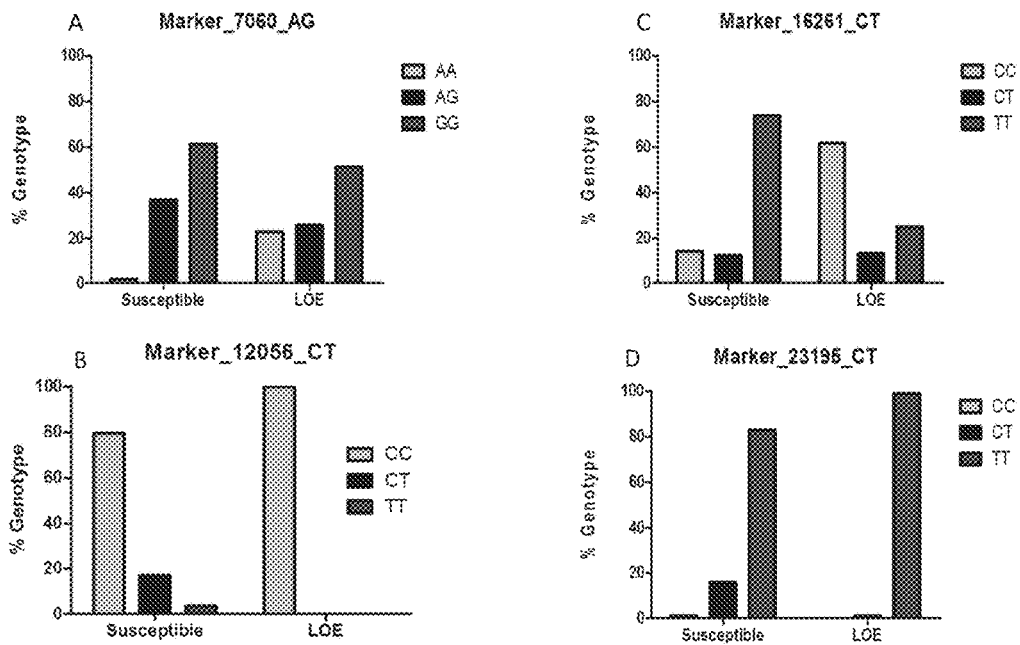 A
Marker_7060_AG
% Genotype
100
80
60
40
20
0
Susceptible
LOE
AA
AG
GG
C
Marker_16261_CT
% Genotype
100
80
60
40
20
0
Susceptible
LOE
CC
CT
TT
B
Marker_12056_CT
% Genotype
100
80
60
40
20
0
Susceptible
LOE
CC
CT
TT
D
Marker_23195_CT
% Genotype
100
80
60
40
20
0
Susceptible
LOE
CC
CT
TT